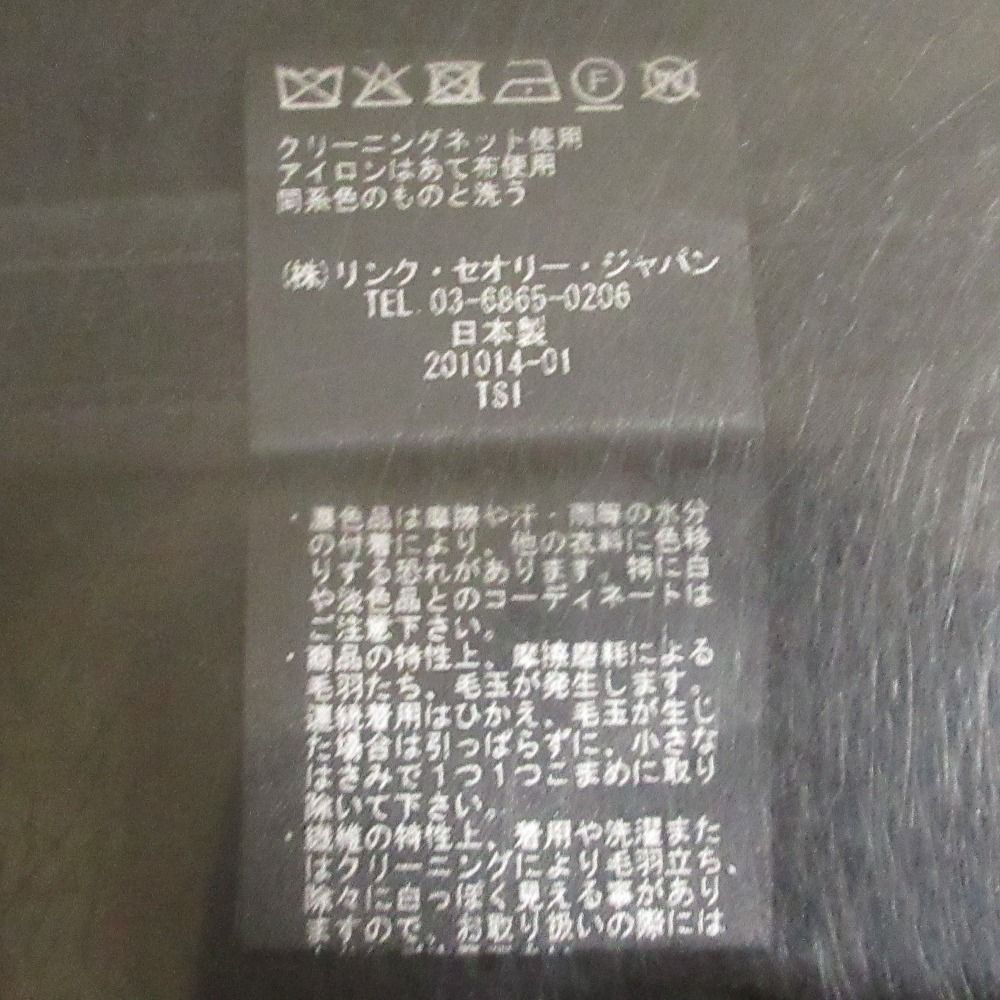 F
クリーニングネット使用
アイロンはあて布使用
同系色のものと洗う
(株)リンク・セオリー・ジャパン
TEL 03-6865-0206
日本製
201014-01
TSI
・濃色品は摩擦や汗・雨等の水分
の付着により、他の衣料に色移
りする恐れがあります。特に白
や淡色品とのコーディネートは
ご注意下さい。
・商品の特性上、摩擦磨耗による
毛羽たち、毛玉が発生します。
連続着用はひかえ、毛玉が生じ
た場合は引っぱらずに、小さな
はさみで1つ1つこまめに取り
除いて下さい。
・繊維の特性上、着用や洗濯また
はクリーニングにより毛羽立ち、
除々に白っぽく見える事があり
ますので、お取り扱いの際には